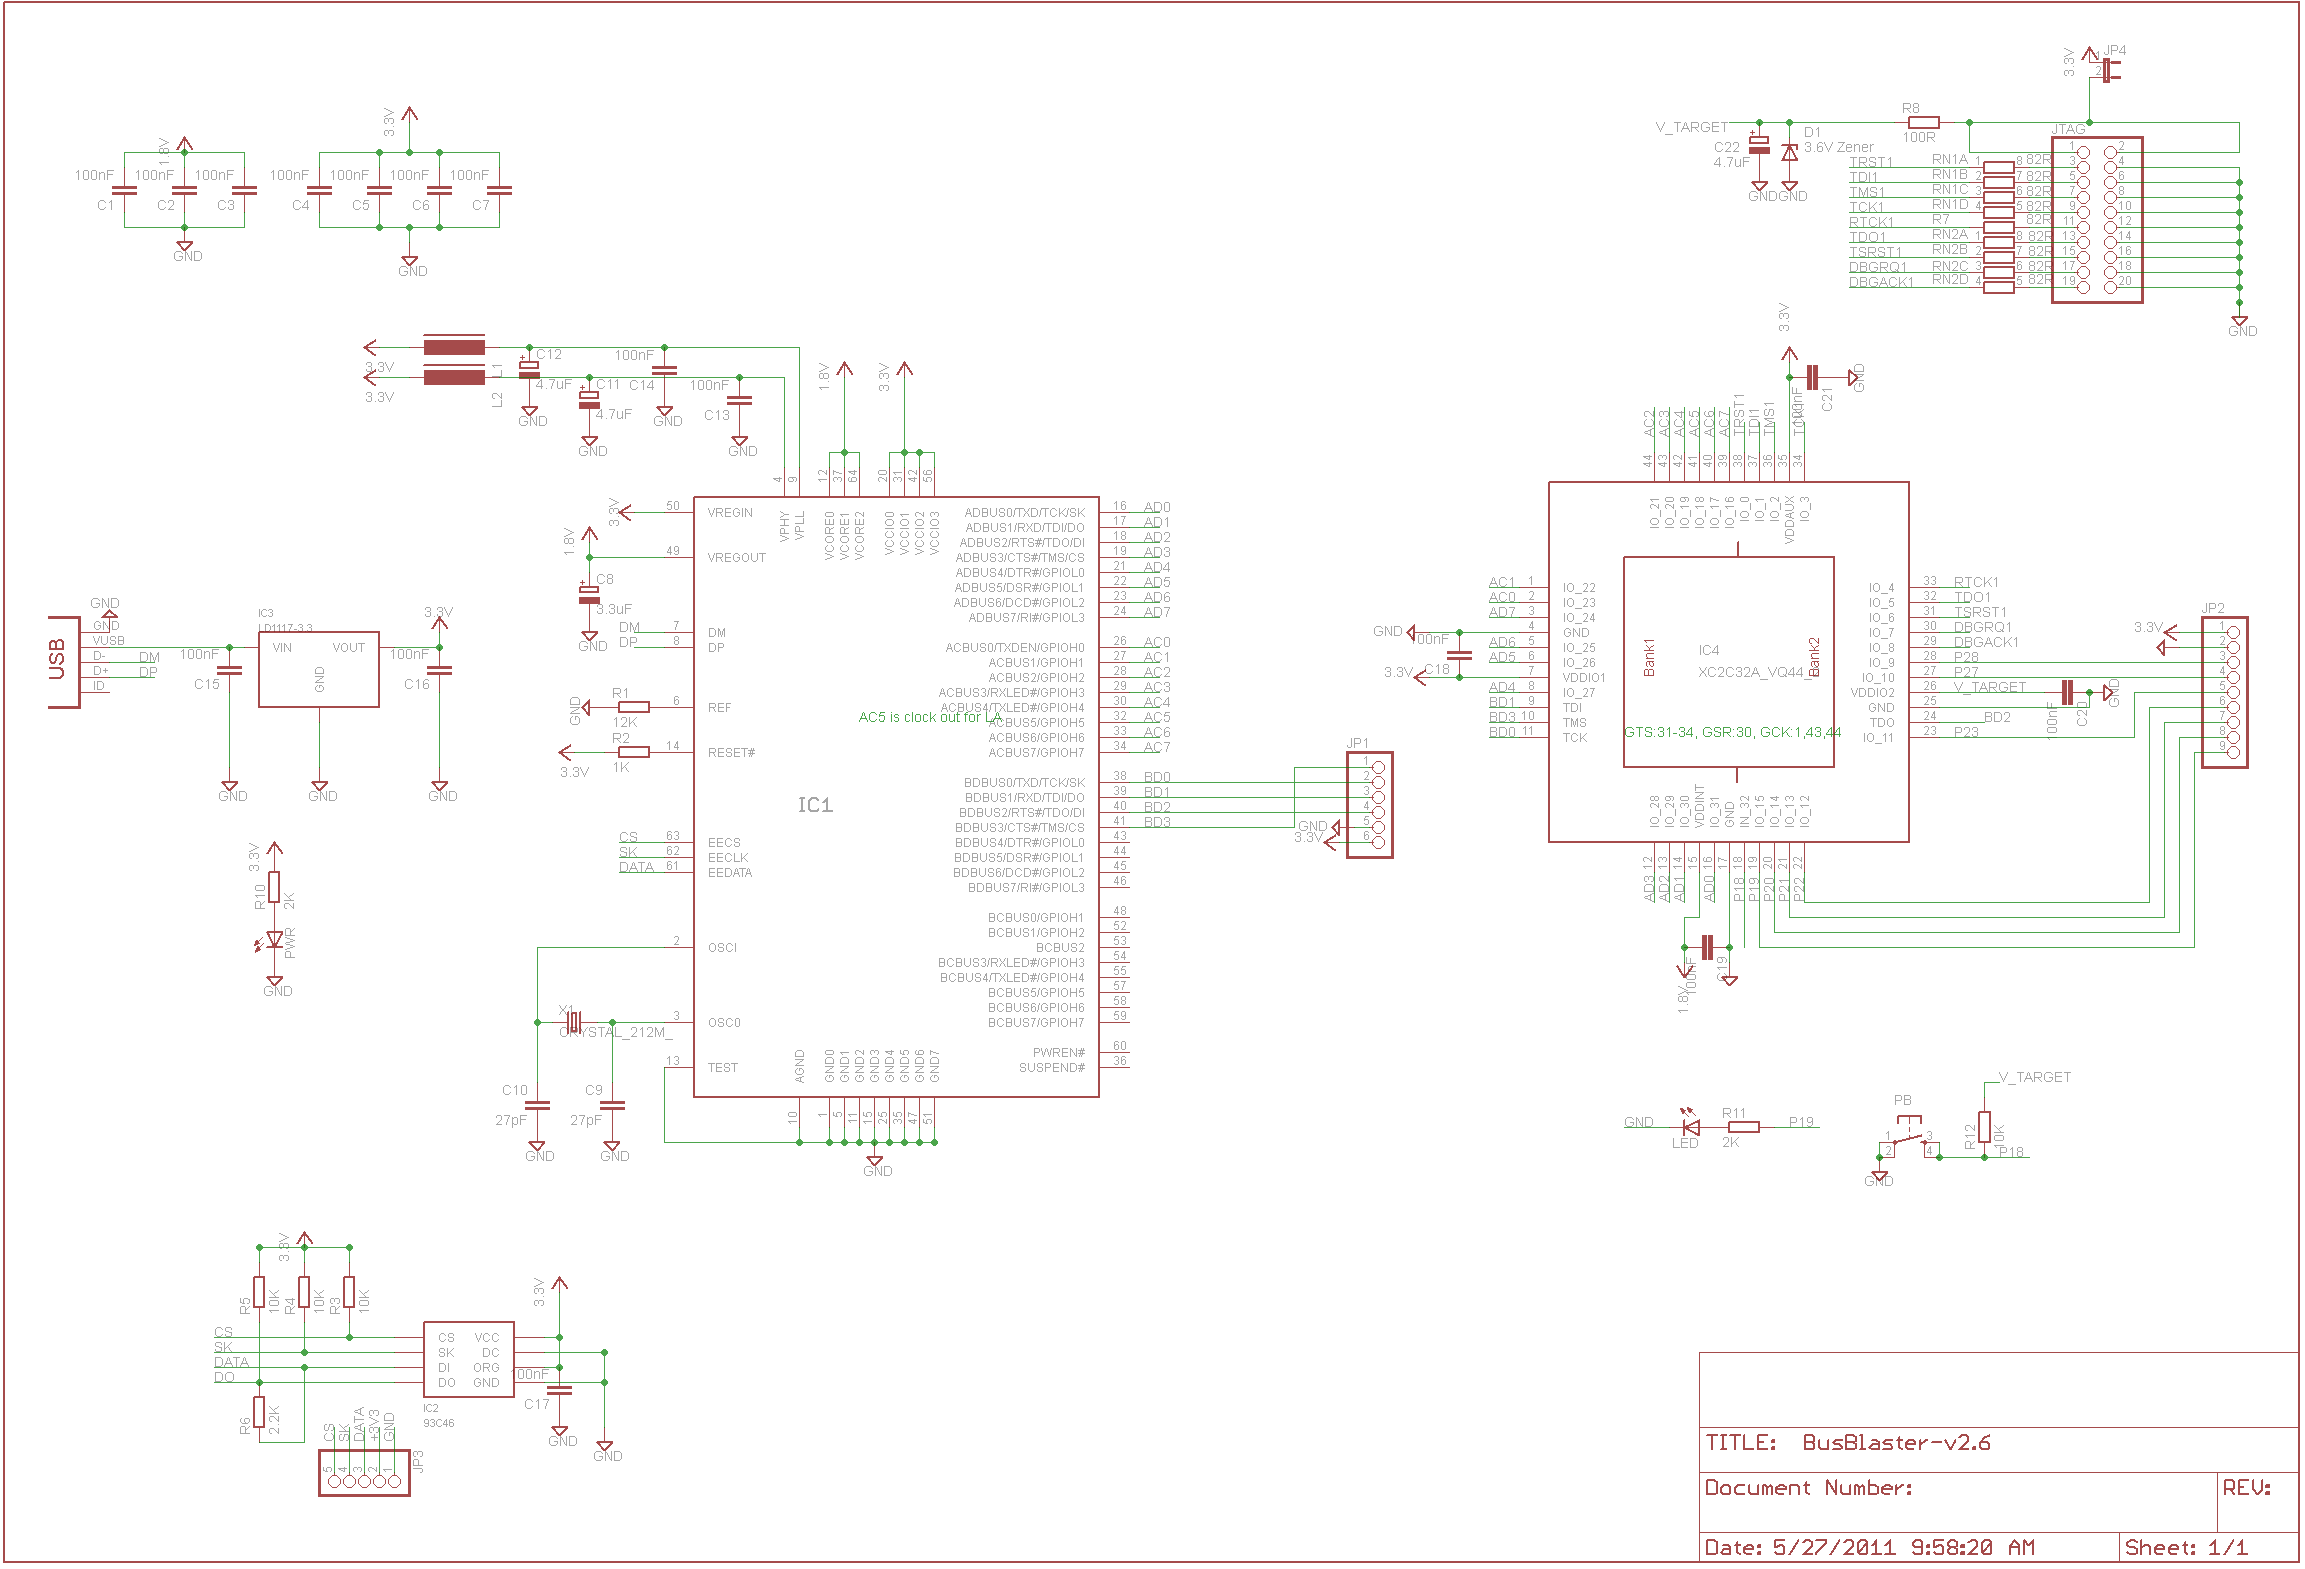 3.3V
JP4
1
2
V_TARGET
R8
100R
JTAG
C22
4.7uF
D1
3.6V Zener
GND
GND
TRST1 RN1A 1 8 82R 3 4
TDI1 RN1B 2 7 82R 5 6
TMS1 RN1C 3 6 82R 7 8
TCK1 RN1D 4 5 82R 9 10
RTCK1 R7 82R 11 12
TDO1 RN2A 1 8 82R 13 14
TSRST1 RN2B 2 7 82R 15 16
DBGRQ1 RN2C 3 6 82R 17 18
DBGACK1 RN2D 4 5 82R 19 20
1 2
GND
1.8V
100nF 100nF 100nF
C1 C2 C3
GND
3.3V
100nF 100nF 100nF 100nF
C4 C5 C6 C7
GND
3.3V
3.3V
L1
L2
C12
4.7uF
GND
C11
4.7uF
GND
100nF
C14
GND
100nF
C13
GND
1.8V
3.3V
4 9 12 37 64 20 31 42 56
VPHY VPLL VCORE0 VCORE1 VCORE2 VCCIO0 VCCIO1 VCCIO2 VCCIO3
3.3V
50 VREGIN
1.8V
49 VREGOUT
C8
3.3uF
GND
DM 7 DM
DP 8 DP
GND
R1
12K
6 REF
R2
1K
3.3V
14 RESET#
CS 63 EECS
SK 62 EECLK
DATA 61 EEDATA
2 OSCI
3 OSC0
X1
CRYSTAL_212M_
13 TEST
C10
27pF
GND
C9
27pF
GND
IC1
AC5 is clock out for LA
ADBUS0/TXD/TCK/SK 16 AD0
ADBUS1/RXD/TDI/DO 17 AD1
ADBUS2/RTS#/TDO/DI 18 AD2
ADBUS3/CTS#/TMS/CS 19 AD3
ADBUS4/DTR#/GPIOL0 21 AD4
ADBUS5/DSR#/GPIOL1 22 AD5
ADBUS6/DCD#/GPIOL2 23 AD6
ADBUS7/RI#/GPIOL3 24 AD7
ACBUS0/TXDEN/GPIOH0 26 AC0
ACBUS1/GPIOH1 27 AC1
ACBUS2/GPIOH2 28 AC2
ACBUS3/RXLED#/GPIOH3 29 AC3
ACBUS4/TXLED#/GPIOH4 30 AC4
ACBUS5/GPIOH5 32 AC5
ACBUS6/GPIOH6 33 AC6
ACBUS7/GPIOH7 34 AC7
BDBUS0/TXD/TCK/SK 38 BD0
BDBUS1/RXD/TDI/DO 39 BD1
BDBUS2/RTS#/TDO/DI 40 BD2
BDBUS3/CTS#/TMS/CS 41 BD3
BDBUS4/DTR#/GPIOL0 43
BDBUS5/DSR#/GPIOL1 44
BDBUS6/DCD#/GPIOL2 45
BDBUS7/RI#/GPIOL3 46
BCBUS0/GPIOH1 48
BCBUS1/GPIOH2 52
BCBUS2 53
BCBUS3/RXLED#/GPIOH3 54
BCBUS4/TXLED#/GPIOH4 55
BCBUS5/GPIOH5 57
BCBUS6/GPIOH6 58
BCBUS7/GPIOH7 59
PWREN# 60
SUSPEND# 36
AGND GND0 GND1 GND2 GND3 GND4 GND5 GND6 GND7
10 1 5 11 15 25 35 47 51
GND
JP1
1
2
3
4
GND 5
3.3V 6
USB
GND
GND
VUSB
D- DM
D+ DP
ID
IC3
LD1117-3.3
VIN VOUT
GND
100nF
C15
GND
GND
3.3V
100nF
C16
GND
3.3V
R10
2K
PWR
GND
3.3V
R5 10K R4 10K R3 10K
CS
SK
DATA
DO
CS VCC
SK DC
DI ORG
DO GND
IC2
93C46
3.3V
C17
GND
GND
R6
2.2K
CS SK DATA +3V3 GND
5 4 3 2 1
JP3
3.3V
C21
GND
AC2 AC3 AC4 AC5 AC6 AC7 TRST1 TDI1 TMS1
44 43 42 41 40 39 38 37 36 35 34
IO_21 IO_20 IO_19 IO_18 IO_17 IO_16 IO_0 IO_1 IO_2 VDDAUX IO_3
AC1 1 IO_22
AC0 2 IO_23
AD7 3 IO_24
GND 4 GND
AD6 5 IO_25
AD5 6 IO_26
3.3V 7 VDDIO1
C18
AD4 8 IO_27
BD1 9 TDI
BD3 10 TMS
BD0 11 TCK
Bank1
Bank2
IC4
XC2C32A_VQ44_
GTS:31-34, GSR:30, GCK:1,43,44
IO_4 33 RTCK1
IO_5 32 TDO1
IO_6 31 TSRST1
IO_7 30 DBGRQ1
IO_8 29 DBGACK1
IO_9 28 P28
IO_10 27 P27
VDDIO2 26 V_TARGET
GND 25
TDO 24 BD2
IO_11 23 P23
100nF
C20
GND
JP2
3.3V 1
2
3
4
5
6
7
8
9
IO_28 IO_29 IO_30 VDDINT IO_31 GND IN_32 IO_15 IO_14 IO_13 IO_12
12 13 14 15 16 17 18 19 20 21 22
AD3 AD2 AD1 AD0 P18 P19 P20 P21 P22
1.8V
100nF
C19
GND
LED
R11
2K
P19
PB
1
2
3
4
GND
V_TARGET
R12
10K
P18
TITLE: BusBlaster-v2.6
Document Number:
REV:
Date: 5/27/2011 9:58:20 AM
Sheet: 1/1